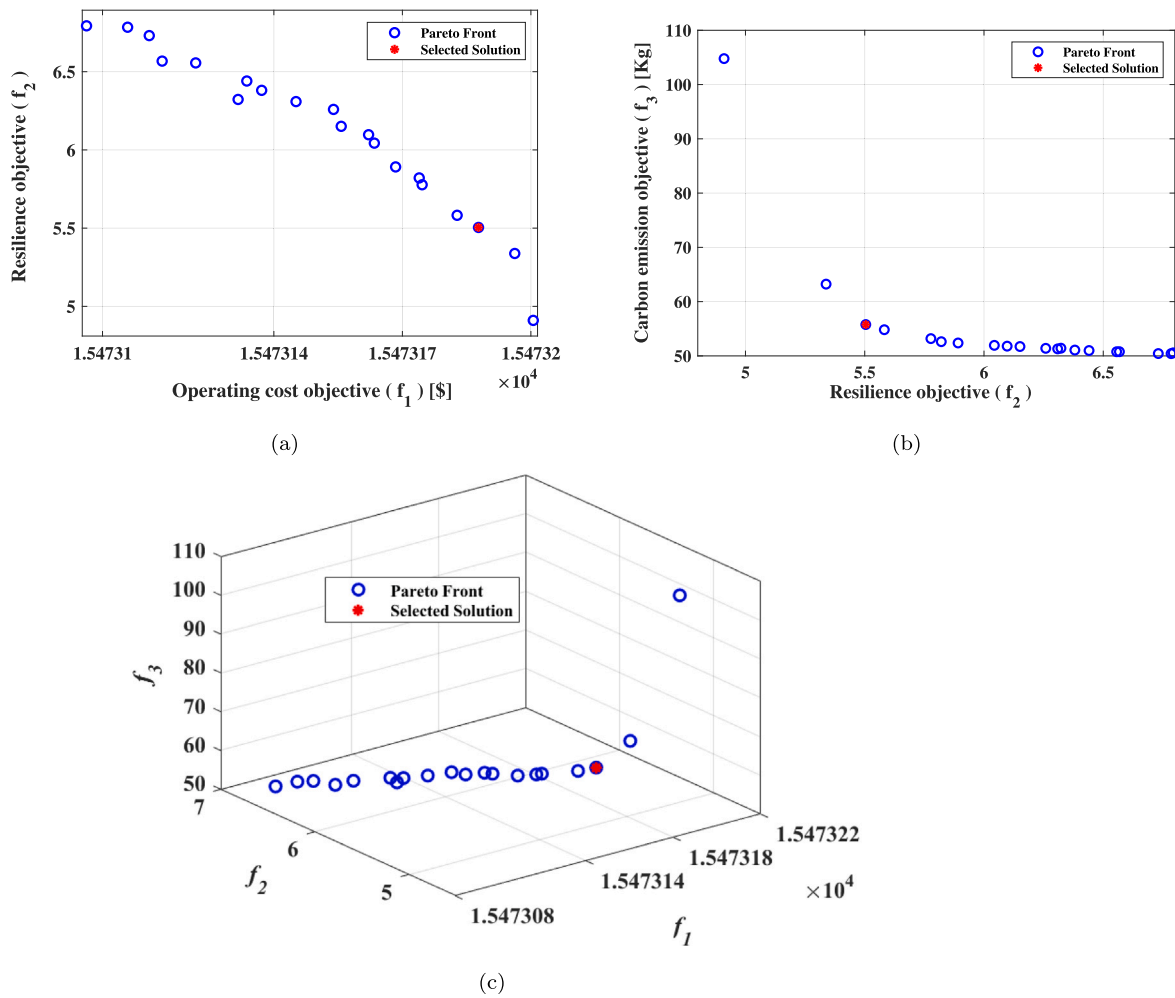 Pareto Front
Selected Solution
Resilience objective ( f2 )
6.5
6
5.5
5
1.54731
1.547314
1.547317
1.54732
×10^4
Operating cost objective ( f1 ) [$]
(a)
Pareto Front
Selected Solution
Carbon emission objective ( f3 ) [Kg]
110
100
90
80
70
60
50
5
5.5
6
6.5
Resilience objective ( f2 )
(b)
Pareto Front
Selected Solution
f3
110
100
90
80
70
60
50
7
6
5
f2
1.547308
1.547314
1.547318
1.547322
×10^4
f1
(c)